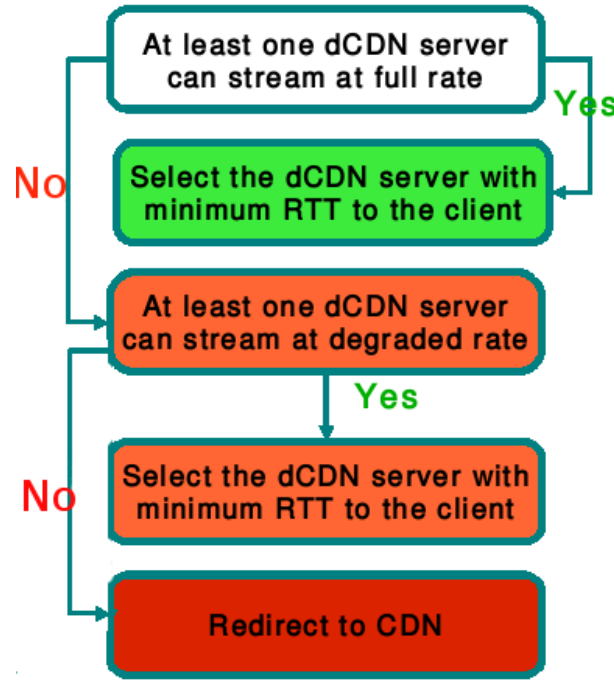 At least one dCDN server
can stream at full rate
Yes
No
Select the dCDN server with
minimum RTT to the client
At least one dCDN server
can stream at degraded rate
Yes
No
Select the dCDN server with
minimum RTT to the client
Redirect to CDN